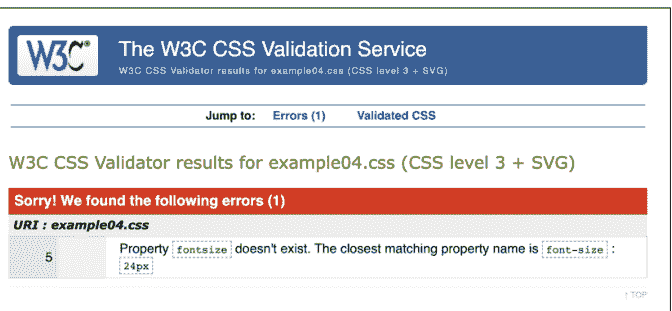 W3C®
The W3C CSS Validation Service
W3C CSS Validator results for example04.css (CSS level 3 + SVG)
Jump to: Errors (1) Validated CSS
W3C CSS Validator results for example04.css (CSS level 3 + SVG)
Sorry! We found the following errors (1)
URI : example04.css
5 Property fontsize doesn't exist. The closest matching property name is font-size :
24px
↑ TOP